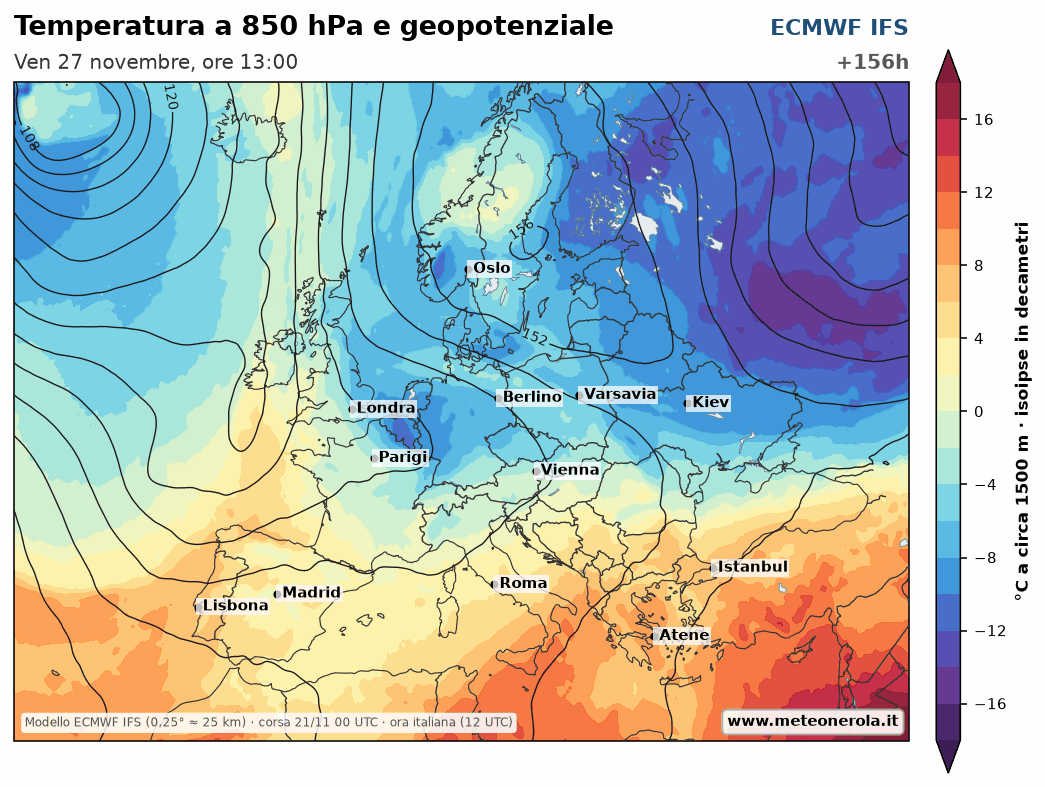 Temperatura a 850 hPa e geopotenziale
ECMWF IFS
Ven 27 novembre, ore 13:00
+156h
120
108
156
Oslo
152
Berlino
Varsavia
Kiev
Londra
Parigi
Vienna
Istanbul
Roma
Madrid
Lisbona
Atene
Modello ECMWF IFS (0,25° ≈ 25 km) · corsa 21/11 00 UTC · ora italiana (12 UTC)
www.meteonerola.it
16
12
8
4
0
−4
−8
−12
−16
°C a circa 1500 m · Isoipse in decametri